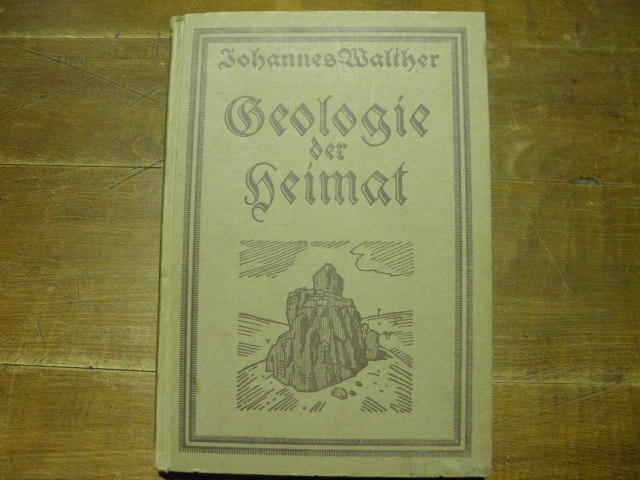 Johannes Walther
Geologie
der
Heimat